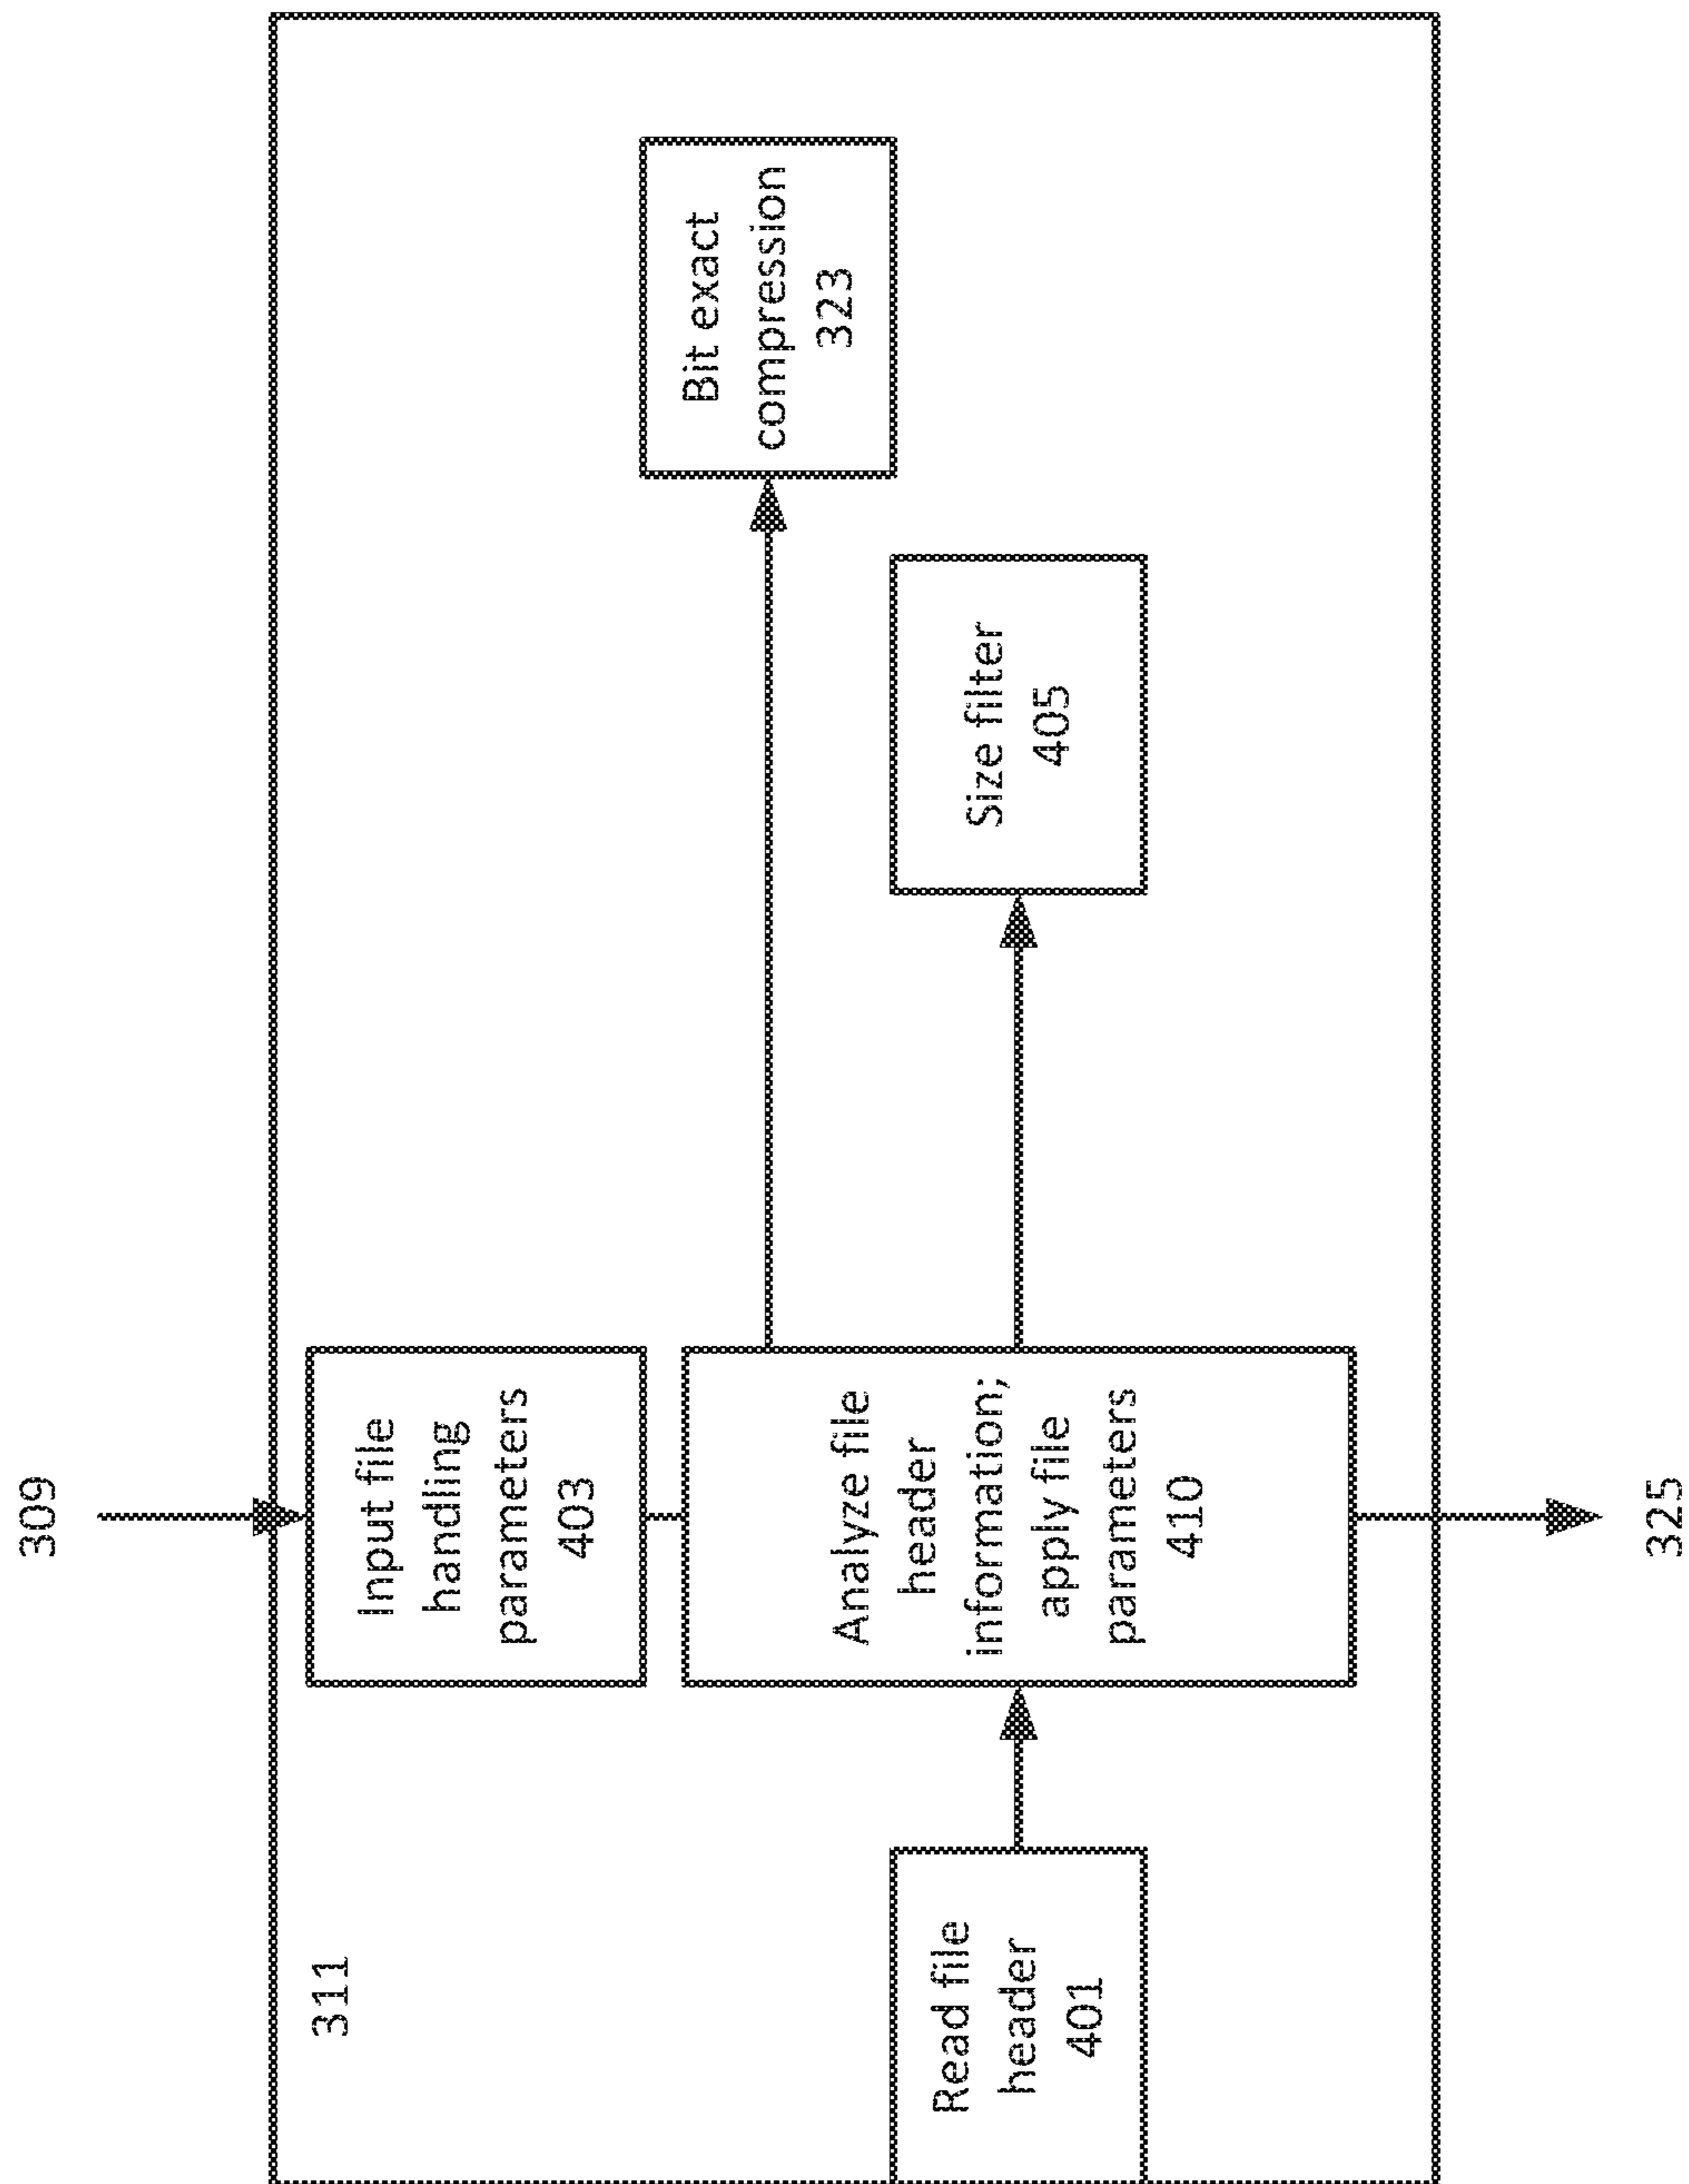 309
311
Input file
handling
parameters
403
Read file
header
401
Analyze file
header
information;
apply file
parameters
410
Bit exact
compression
323
Size filter
405
325